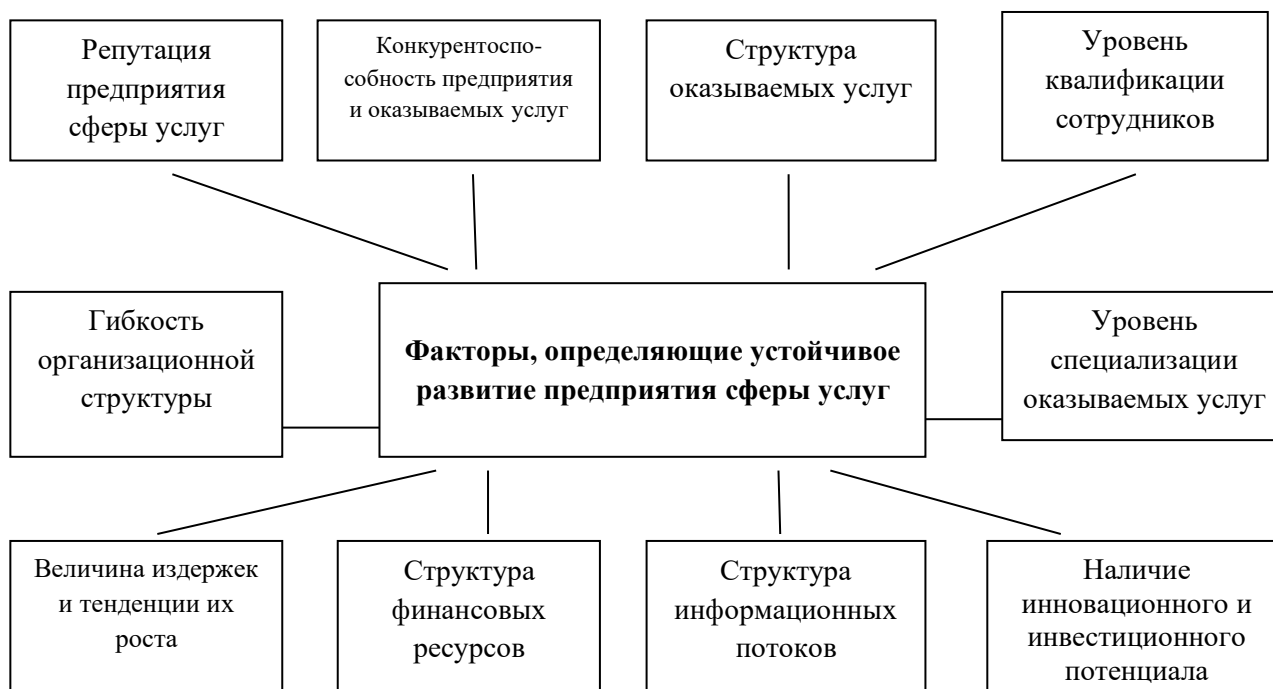 Репутация
предприятия
сферы услуг
Конкурентоспо-
собность предприятия
и оказываемых услуг
Структура
оказываемых услуг
Уровень
квалификации
сотрудников
Гибкость
организационной
структуры
Факторы, определяющие устойчивое
развитие предприятия сферы услуг
Уровень
специализации
оказываемых услуг
Величина издержек
и тенденции их
роста
Структура
финансовых
ресурсов
Структура
информационных
потоков
Наличие
инновационного и
инвестиционного
потенциала